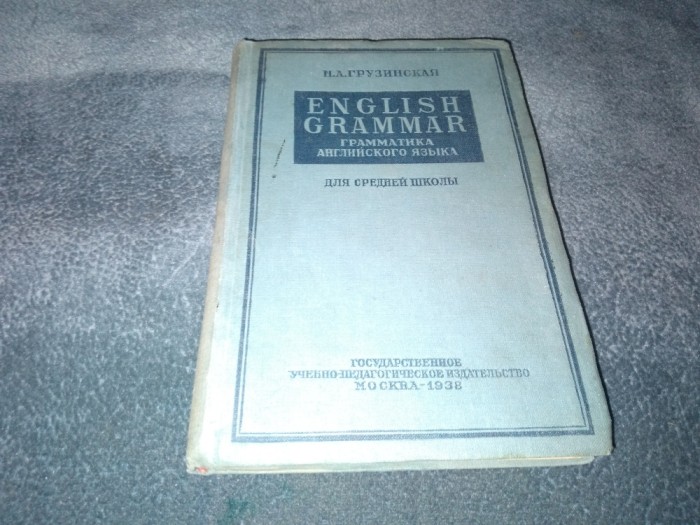 И.А.ГРУЗИНСКАЯ
ENGLISH
GRAMMAR
ГРАММАТИКА
АНГЛИЙСКОГО ЯЗЫКА
ДЛЯ СРЕДНЕЙ ШКОЛЫ
ГОСУДАРСТВЕННОЕ
УЧЕБНО-ПЕДАГОГИЧЕСКОЕ ИЗДАТЕЛЬСТВО
МОСКВА-1938